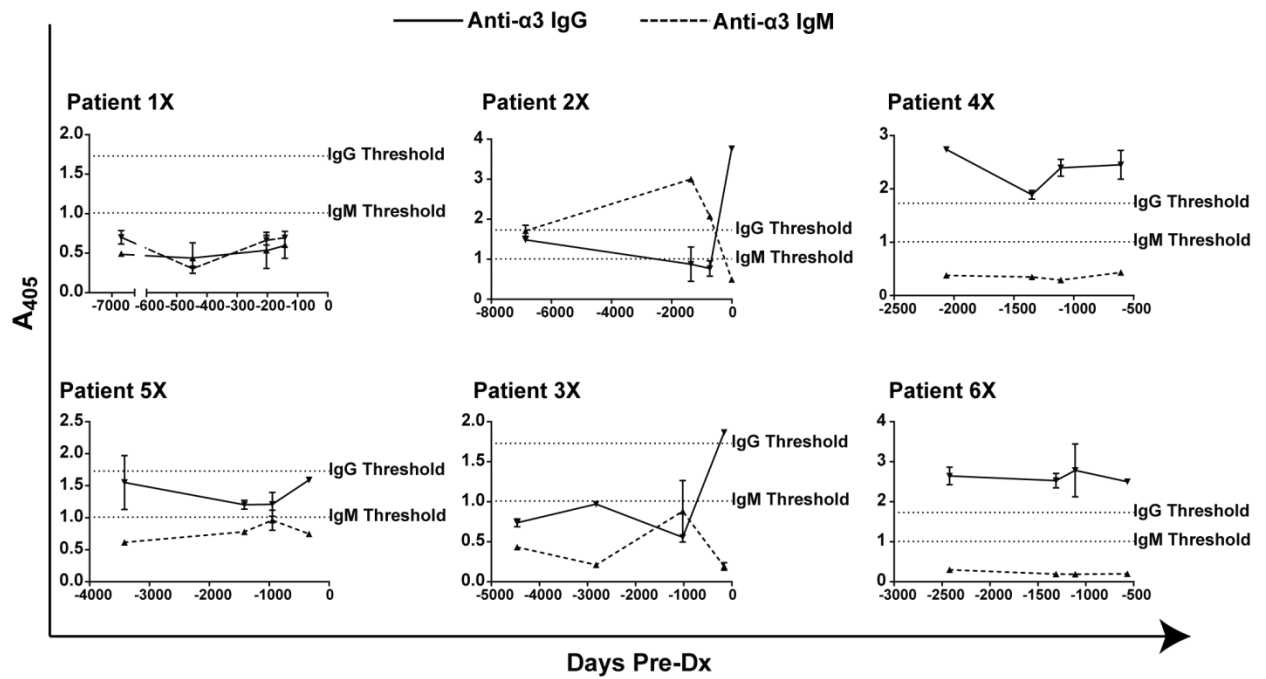 Anti-α3 IgG Anti-α3 IgM
A405
Patient 1X
2.0
1.5
1.0
0.5
0.0
IgG Threshold
IgM Threshold
-7000 -600 -500 -400 -300 -200 -100 0
Patient 2X
4
3
2
1
0
IgG Threshold
IgM Threshold
-8000 -6000 -4000 -2000 0
Patient 4X
3
2
1
0
IgG Threshold
IgM Threshold
-2500 -2000 -1500 -1000 -500
Patient 5X
2.5
2.0
1.5
1.0
0.5
0.0
IgG Threshold
IgM Threshold
-4000 -3000 -2000 -1000 0
Patient 3X
2.0
1.5
1.0
0.5
0.0
IgG Threshold
IgM Threshold
-5000 -4000 -3000 -2000 -1000 0
Patient 6X
4
3
2
1
0
IgG Threshold
IgM Threshold
-3000 -2500 -2000 -1500 -1000 -500
Days Pre-Dx